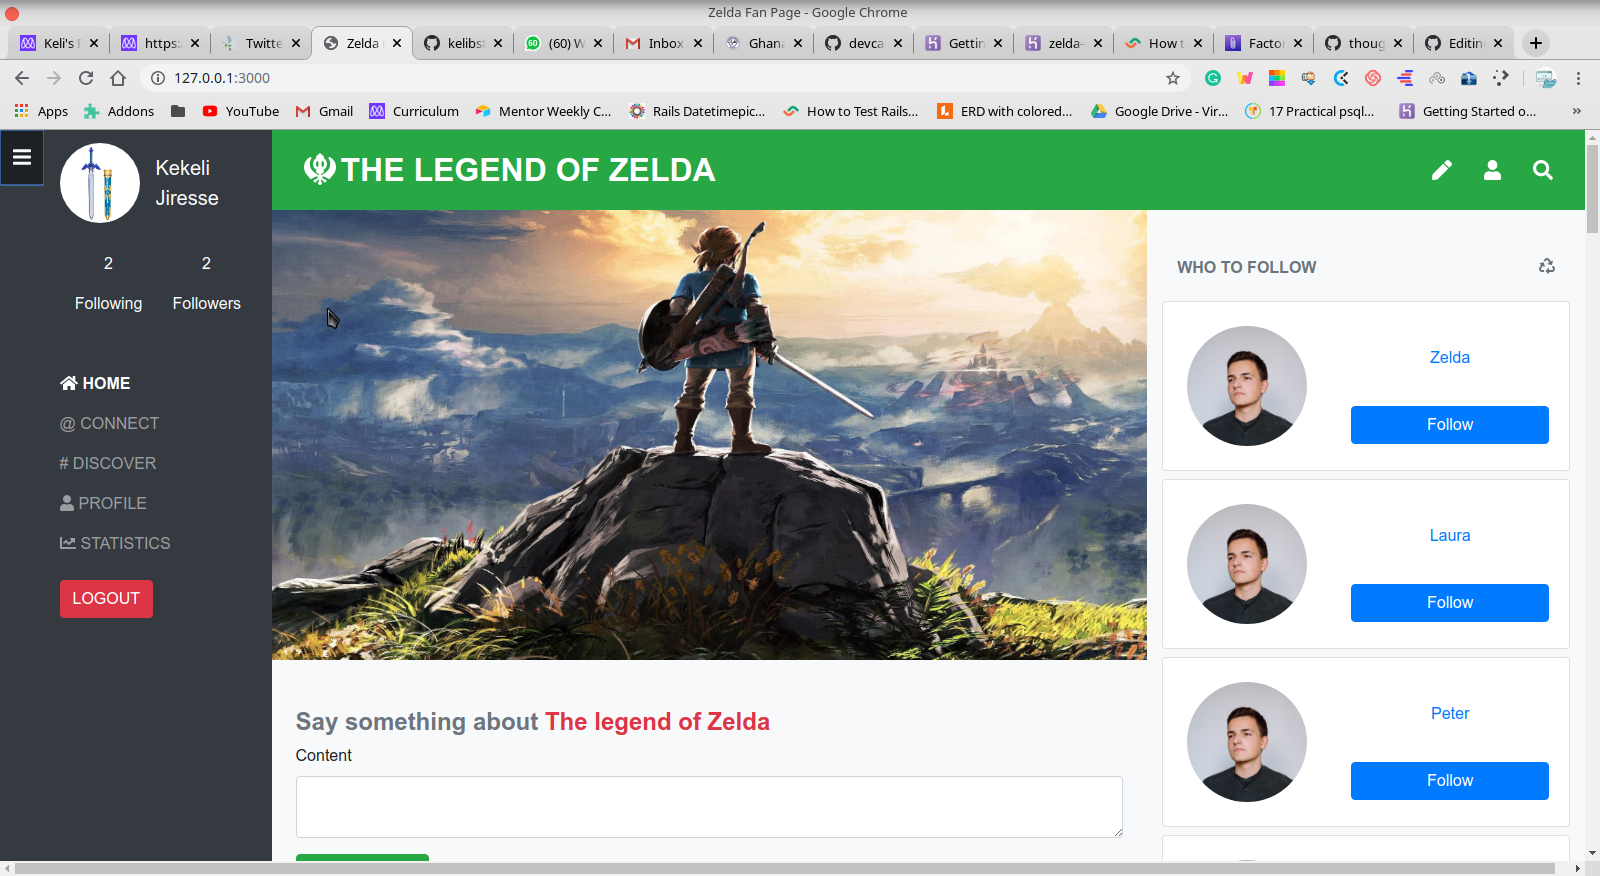 Zelda Fan Page - Google Chrome
Keli's
https:
Twitte
Zelda
kelibst
(60) W
Inbox
Ghan
devca
Gettin
zelda-
How t
Factor
thoug
Editin
127.0.0.1:3000
Apps
Addons
YouTube
Gmail
Curriculum
Mentor Weekly C...
Rails Datetimepic...
How to Test Rails...
ERD with colored...
Google Drive - Vir...
17 Practical psql...
Getting Started o...
»
Kekeli
Jiresse
2
2
Following
Followers
HOME
@ CONNECT
# DISCOVER
PROFILE
STATISTICS
LOGOUT
THE LEGEND OF ZELDA
Say something about The legend of Zelda
Content
WHO TO FOLLOW
Zelda
Follow
Laura
Follow
Peter
Follow